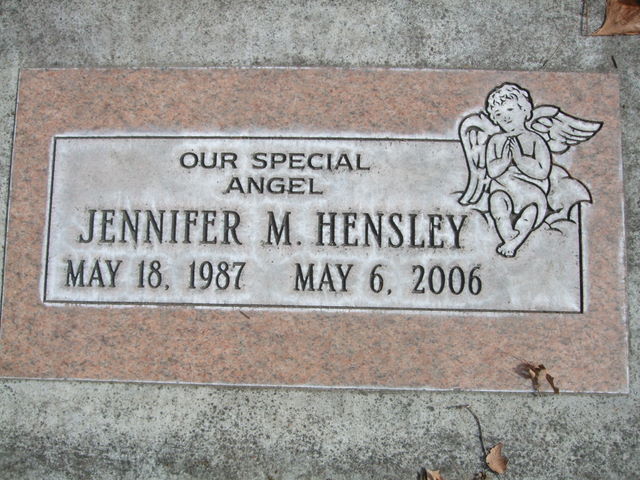 OUR SPECIAL
ANGEL
JENNIFER M. HENSLEY
MAY 18, 1987 MAY 6, 2006